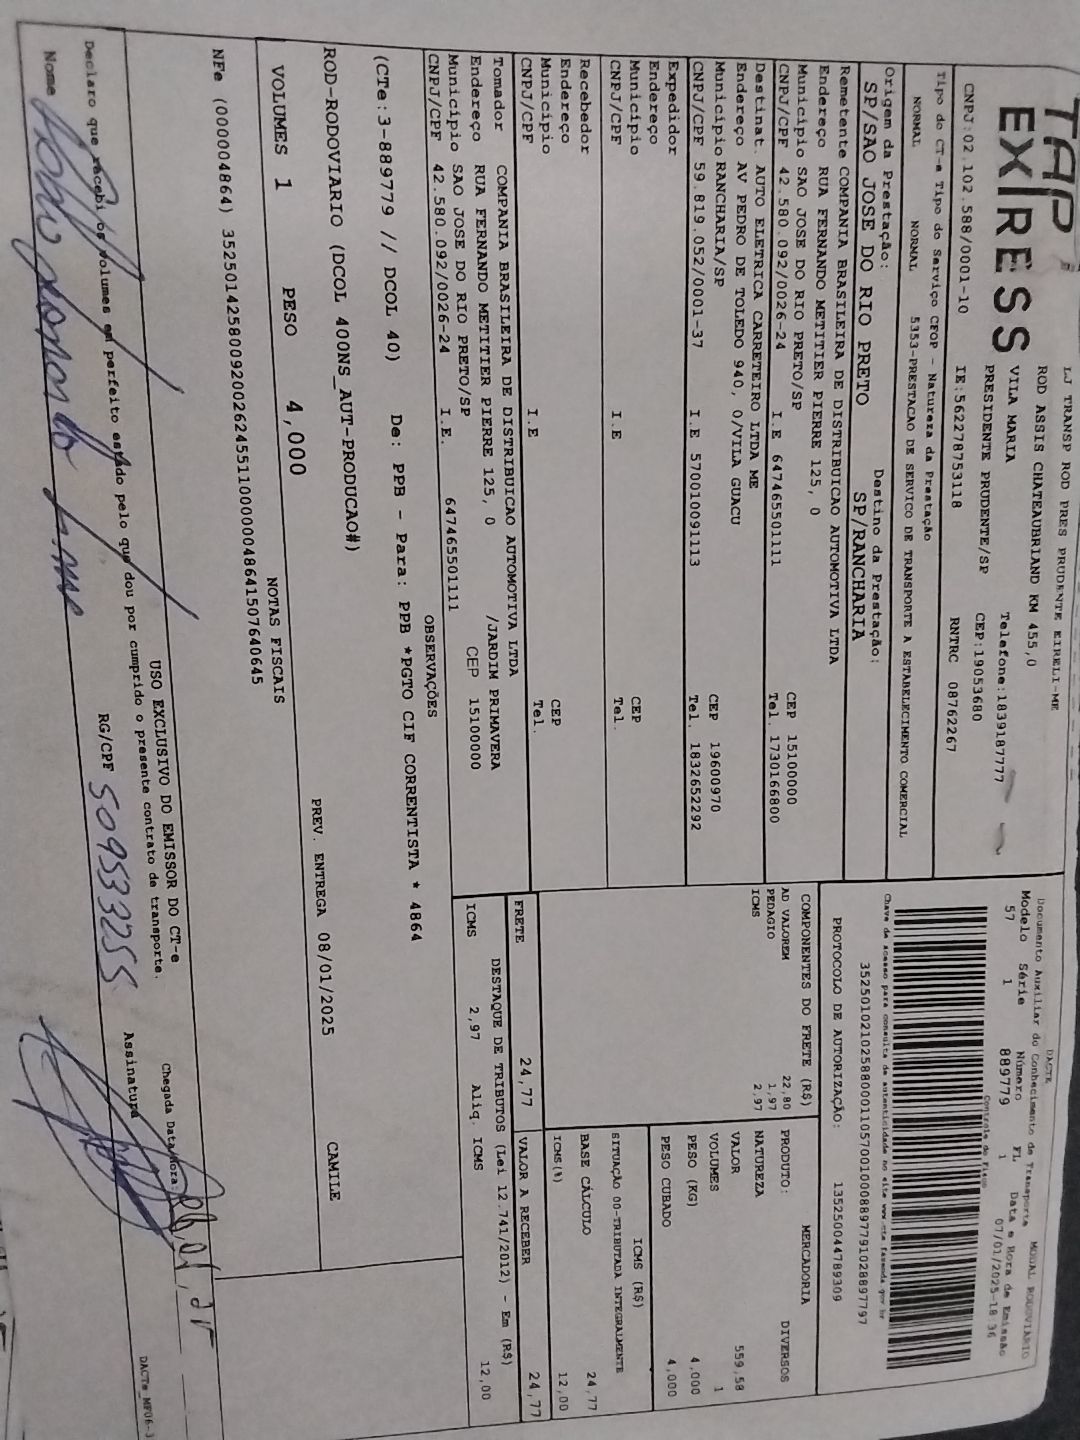 TAP
EX|RESS
LJ TRANSP ROD PRES PRUDENTE EIRELI-ME
ROD ASSIS CHATEAUBRIAND KM 455,0
VILA MARIA Telefone:1839187777
PRESIDENTE PRUDENTE/SP CEP:19053680
CNPJ:02.102.588/0001-10 IE:562278753118 RNTRC 08762267
Tipo do CT-e Tipo do Serviço CFOP - Natureza da Prestação
NORMAL NORMAL 5353-PRESTACAO DE SERVICO DE TRANSPORTE A ESTABELECIMENTO COMERCIAL
Origem da Prestação: Destino da Prestação:
SP/SAO JOSE DO RIO PRETO SP/RANCHARIA
Remetente COMPANIA BRASILEIRA DE DISTRIBUICAO AUTOMOTIVA LTDA
Endereço RUA FERNANDO METITIER PIERRE 125, 0
Município SAO JOSE DO RIO PRETO/SP CEP 15100000
CNPJ/CPF 42.580.092/0026-24 I.E 647465501111 Tel. 1730166800
Destinat. AUTO ELETRICA CARRETEIRO LTDA ME
Endereço AV PEDRO DE TOLEDO 940, 0/VILA GUACU
Município RANCHARIA/SP CEP 19600970
CNPJ/CPF 59.819.052/0001-37 I.E 570010091113 Tel. 1832652292
Expedidor
Endereço
Município CEP
CNPJ/CPF I.E Tel.
Recebedor
Endereço
Município CEP
CNPJ/CPF I.E Tel.
Tomador COMPANIA BRASILEIRA DE DISTRIBUICAO AUTOMOTIVA LTDA
Endereço RUA FERNANDO METITIER PIERRE 125, 0 /JARDIM PRIMAVERA
Município SAO JOSE DO RIO PRETO/SP CEP 15100000
CNPJ/CPF 42.580.092/0026-24 I.E. 647465501111
DACTE
Documento Auxiliar do Conhecimento de Transporte MODAL RODOVIARIO
Modelo Série Número FL Data e Hora de Emissão
57 1 889779 1 07/01/2025-18:36
Controle do Fisco
Chave de acesso para consulta de autenticidade no site www.cte.fazenda.gov.br
35250102102588000110570010008897791028897797
PROTOCOLO DE AUTORIZAÇÃO: 135250044789309
COMPONENTES DO FRETE (R$)
AD VALOREM 22,80
PEDAGIO 1,97
ICMS 2,97
PRODUTO: MERCADORIA
NATUREZA DIVERSOS
VALOR 559,58
VOLUMES 1
PESO (KG) 4,000
PESO CUBADO 4,000
ICMS (R$)
SITUAÇÃO 00-TRIBUTADA INTEGRALMENTE
BASE CÁLCULO 24,77
ICMS(%) 12,00
FRETE 24,77 VALOR A RECEBER 24,77
DESTAQUE DE TRIBUTOS (Lei 12.741/2012) - Em (R$)
ICMS 2,97 Aliq. ICMS 12,00
OBSERVAÇÕES
(CTe:3-889779 // DCOL 40) De: PPB - Para: PPB *PGTO CIF CORRENTISTA * 4864
ROD-RODOVIARIO (DCOL 400NS_AUT-PRODUCAO#)
PREV. ENTREGA 08/01/2025 CAMILE
VOLUMES 1 PESO 4,000
NOTAS FISCAIS
NFe (000004864) 35250142580092002624551100000048641507640645
USO EXCLUSIVO DO EMISSOR DO CT-e
Declaro que recebi os volumes em perfeito estado pelo que dou por cumprido o presente contrato de transporte.
Chegada Data/Hora:
Nome RG/CPF 509533255 Assinatura
DACTe_MF06-3